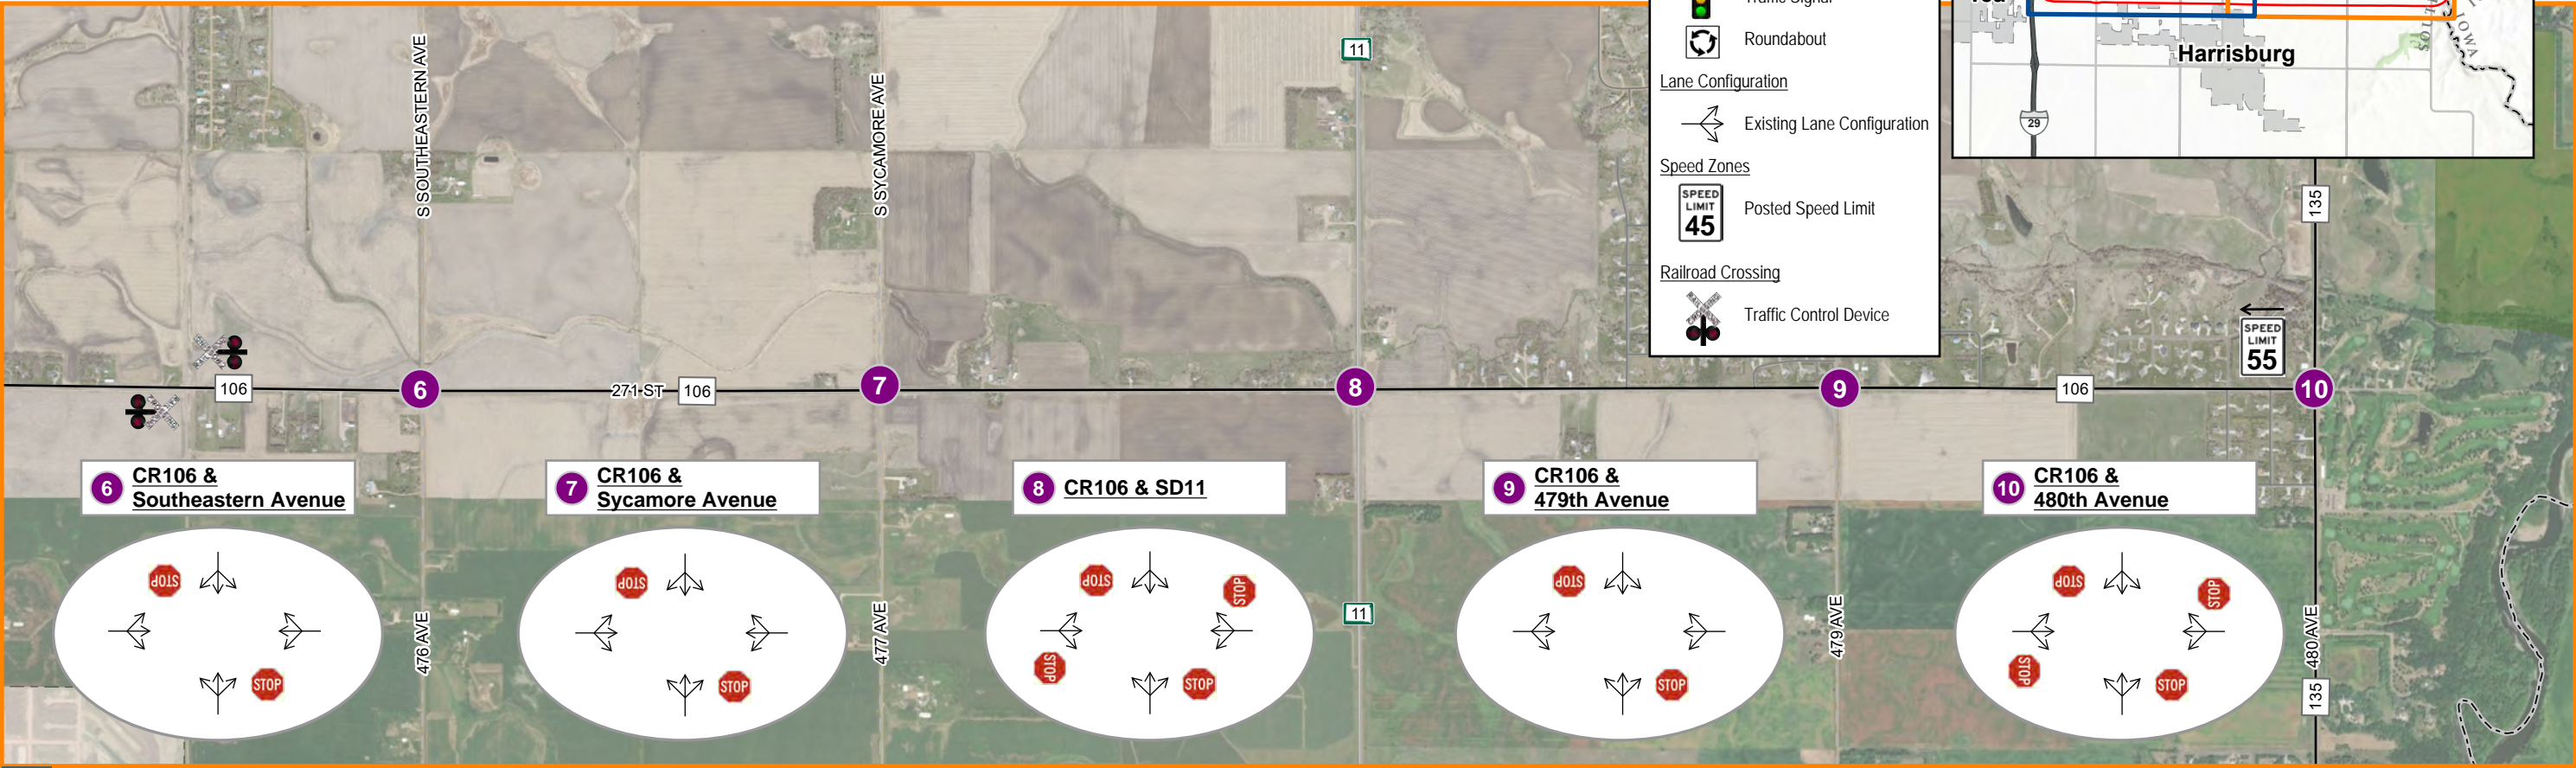 Roundabout
Lane Configuration
Existing Lane Configuration
Speed Zones
SPEED
LIMIT
45
Posted Speed Limit
Railroad Crossing
Traffic Control Device
Harrisburg
IOWA
29
S SOUTHEASTERN AVE
S SYCAMORE AVE
11
135
SPEED
LIMIT
55
106
6
271 ST
106
7
8
9
106
10
6
CR106 &
Southeastern Avenue
7
CR106 &
Sycamore Avenue
8
CR106 & SD11
9
CR106 &
479th Avenue
10
CR106 &
480th Avenue
STOP
STOP
476 AVE
STOP
STOP
477 AVE
STOP
STOP
STOP
STOP
11
STOP
STOP
479 AVE
STOP
STOP
STOP
STOP
480 AVE
135